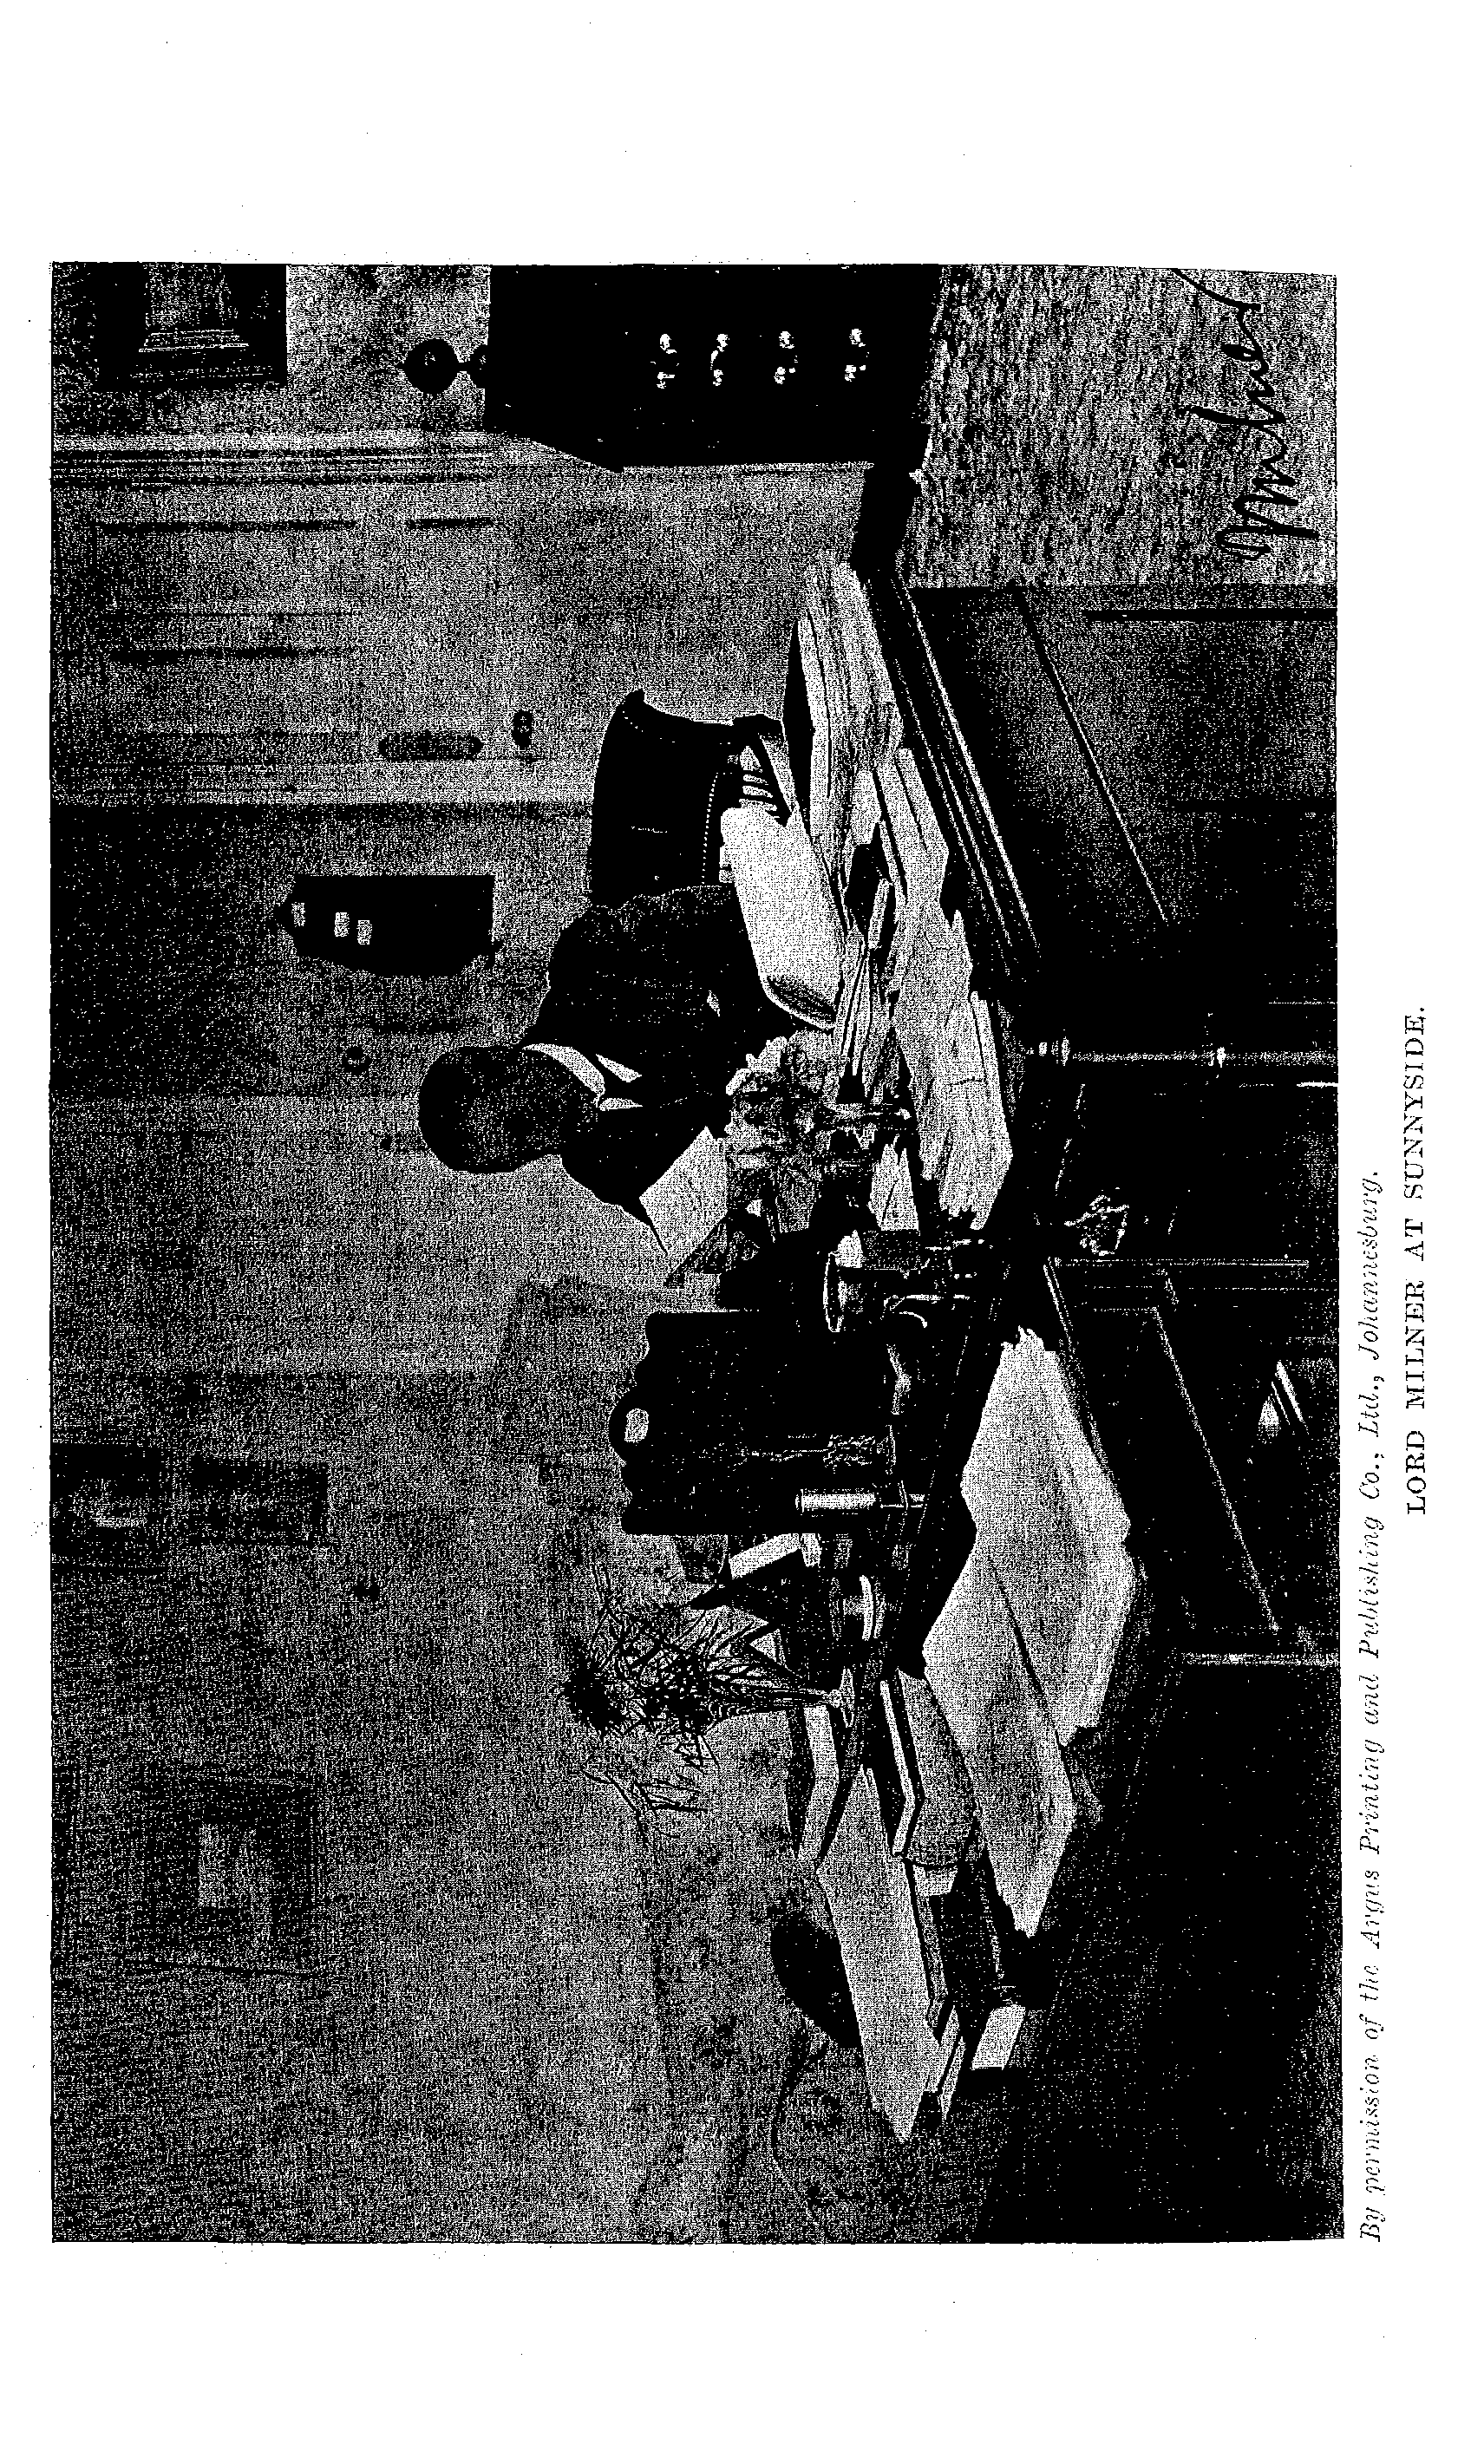 Milner
By permission of the Argus Printing and Publishing Co., Ltd., Johannesburg.
LORD MILNER AT SUNNYSIDE.